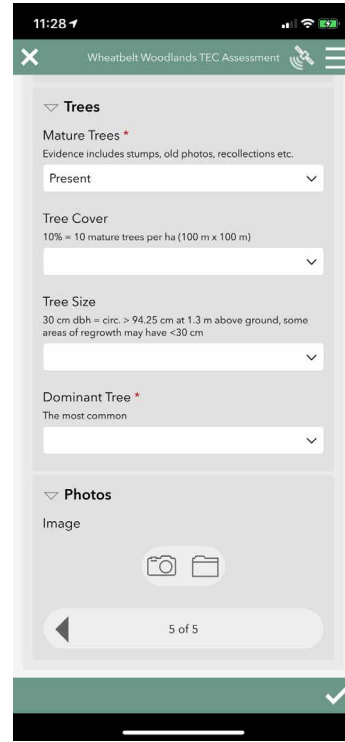 11:28
Wheatbelt Woodlands TEC Assessment
Trees
Mature Trees *
Evidence includes stumps, old photos, recollections etc.
Present
Tree Cover
10% = 10 mature trees per ha (100 m x 100 m)
Tree Size
30 cm dbh = circ. > 94.25 cm at 1.3 m above ground, some
areas of regrowth may have <30 cm
Dominant Tree *
The most common
Photos
Image
5 of 5